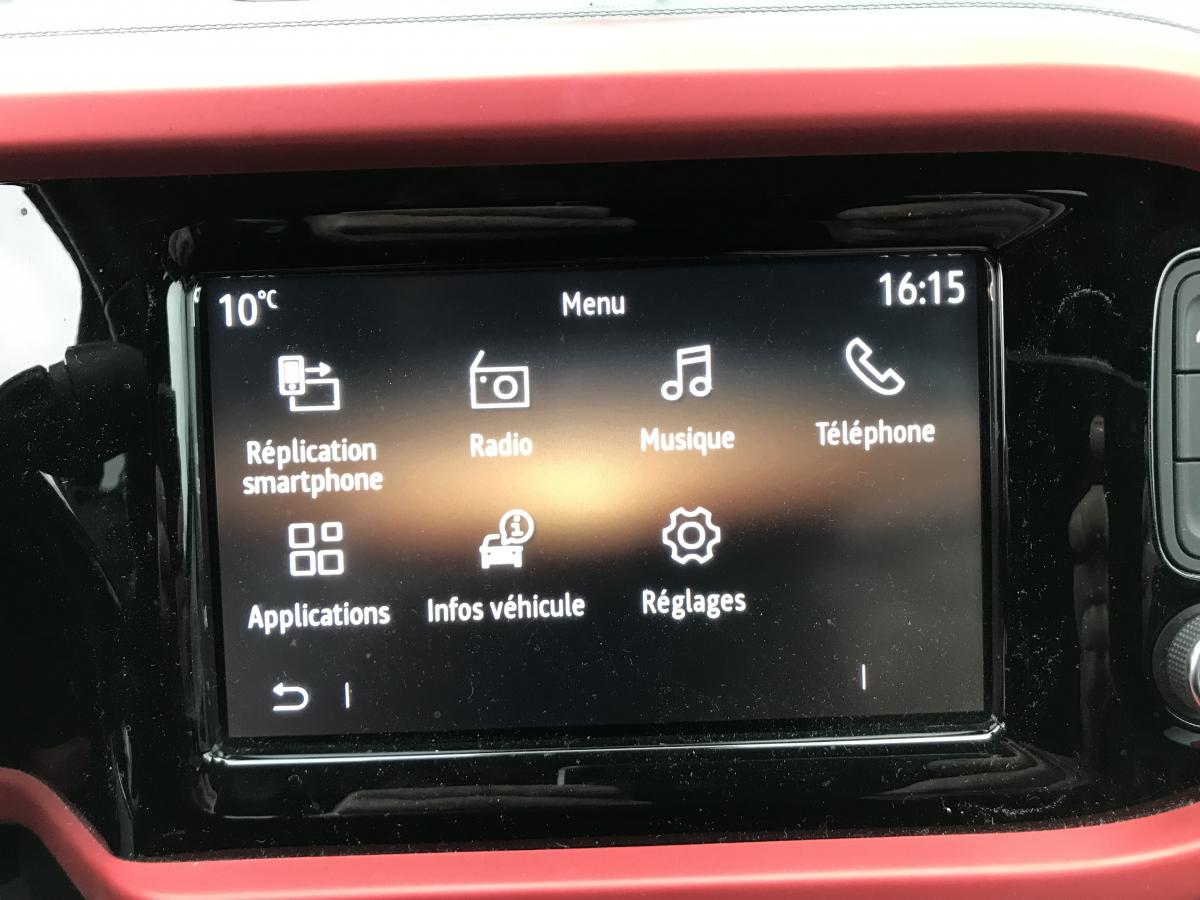 10°C
Menu
16:15
Réplication
smartphone
Radio
Musique
Téléphone
Applications
Infos véhicule
Réglages